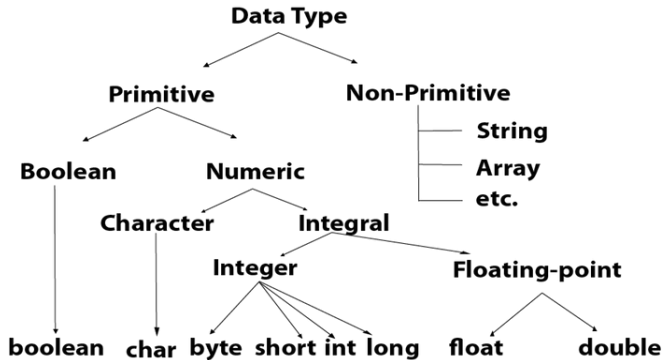 Data Type
Primitive
Non-Primitive
String
Array
etc.
Boolean
Numeric
Character
Integral
Integer
Floating-point
boolean char byte short int long float double